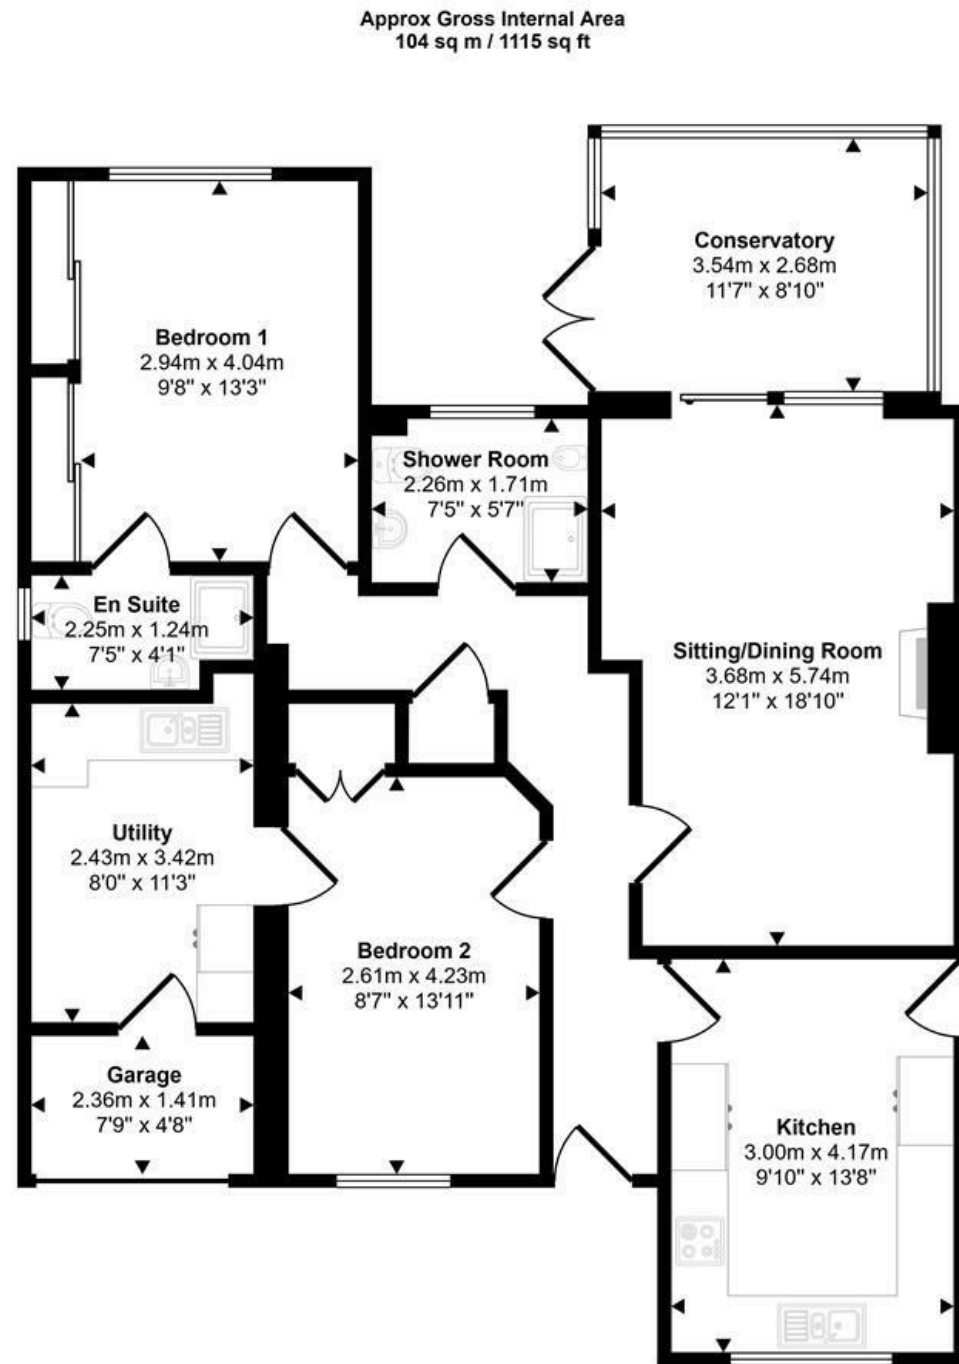 Approx Gross Internal Area
104 sq m / 1115 sq ft
Conservatory
3.54m x 2.68m
11'7" x 8'10"
Bedroom 1
2.94m x 4.04m
9'8" x 13'3"
Shower Room
2.26m x 1.71m
7'5" x 5'7"
En Suite
2.25m x 1.24m
7'5" x 4'1"
Sitting/Dining Room
3.68m x 5.74m
12'1" x 18'10"
Utility
2.43m x 3.42m
8'0" x 11'3"
Bedroom 2
2.61m x 4.23m
8'7" x 13'11"
Garage
2.36m x 1.41m
7'9" x 4'8"
Kitchen
3.00m x 4.17m
9'10" x 13'8"